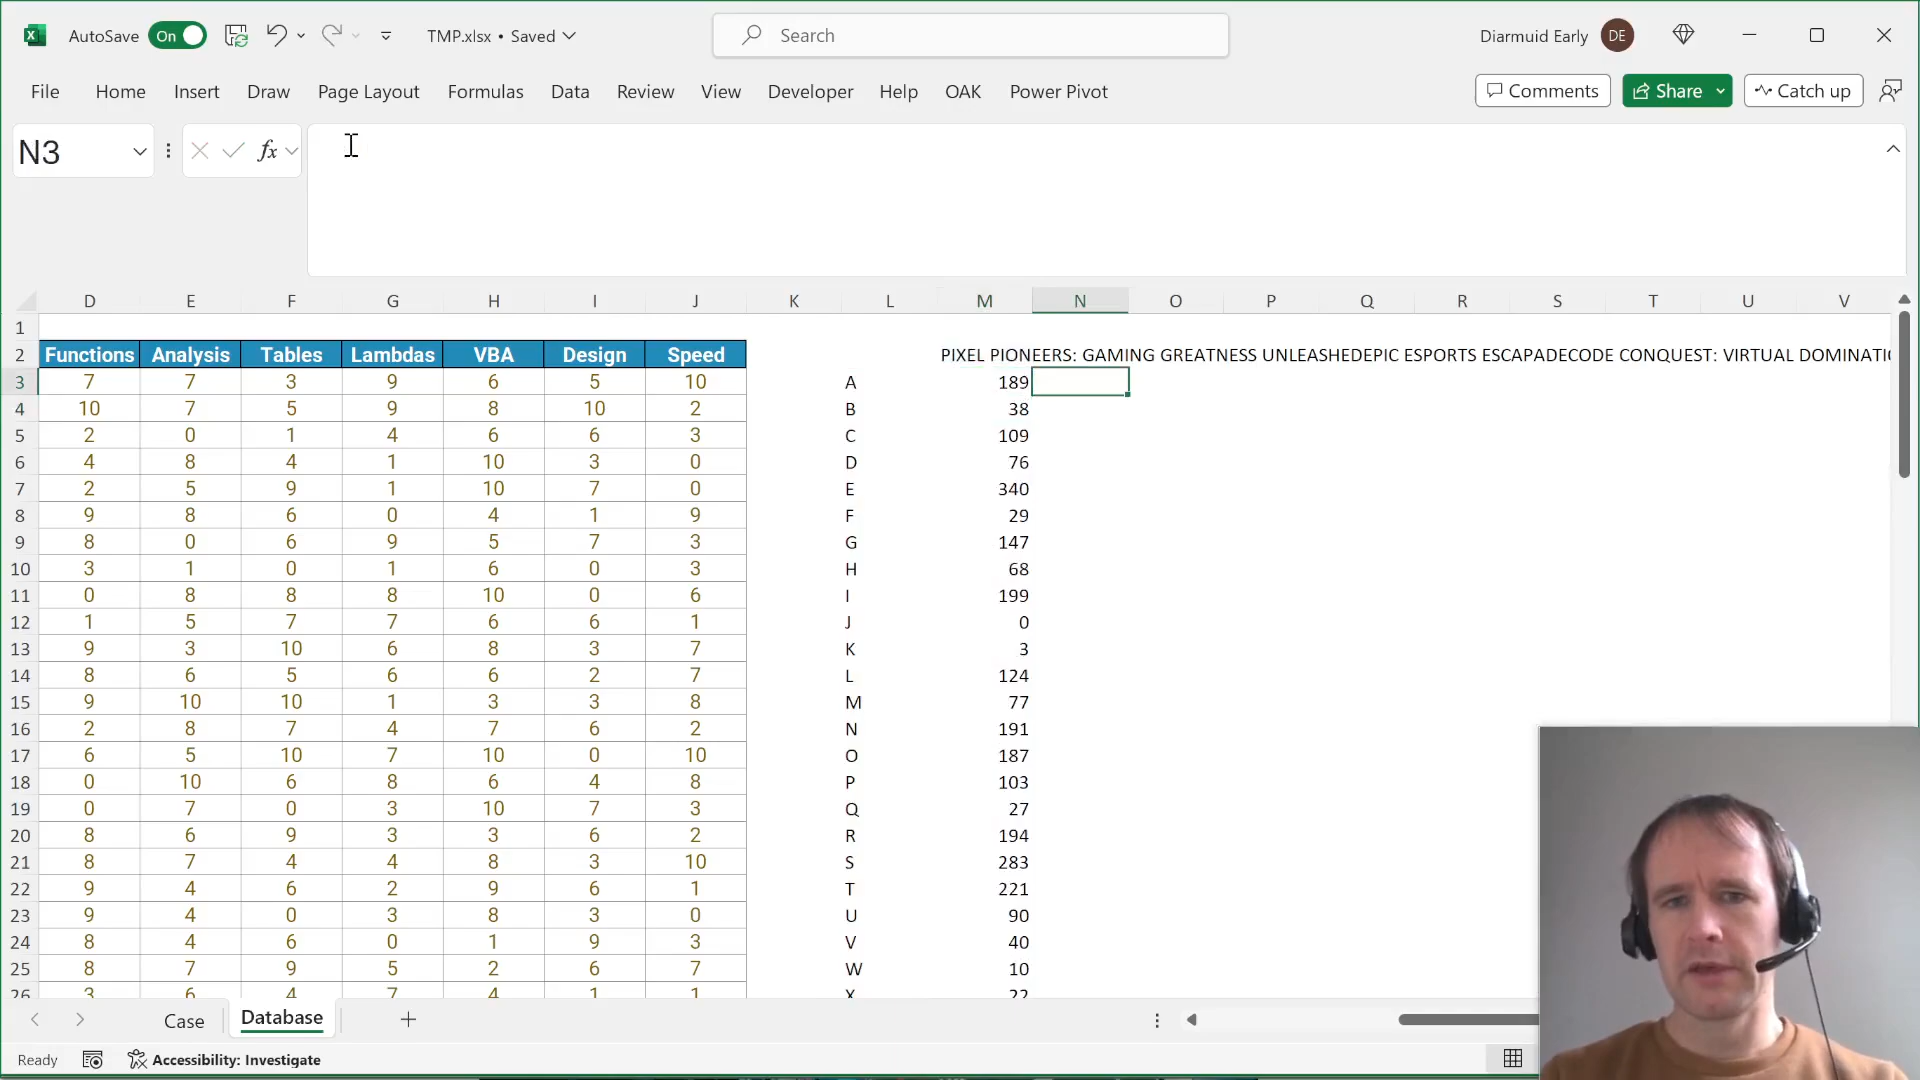 AutoSave On TMP.xlsx • Saved Search Diarmuid Early DE
File Home Insert Draw Page Layout Formulas Data Review View Developer Help OAK Power Pivot Comments Share Catch up
N3 fx
D E F G H I J K L M N O P Q R S T U V
1
2 Functions Analysis Tables Lambdas VBA Design Speed PIXEL PIONEERS: GAMING GREATNESS UNLEASHEDEPIC ESPORTS ESCAPADECODE CONQUEST: VIRTUAL DOMINATI
3 7 7 3 9 6 5 10 A 189
4 10 7 5 9 8 10 2 B 38
5 2 0 1 4 6 6 3 C 109
6 4 8 4 1 10 3 0 D 76
7 2 5 9 1 10 7 0 E 340
8 9 8 6 0 4 1 9 F 29
9 8 0 6 9 5 7 3 G 147
10 3 1 0 1 6 0 3 H 68
11 0 8 8 8 10 0 6 I 199
12 1 5 7 7 6 6 1 J 0
13 9 3 10 6 8 3 7 K 3
14 8 6 5 6 6 2 7 L 124
15 9 10 10 1 3 3 8 M 77
16 2 8 7 4 7 6 2 N 191
17 6 5 10 7 10 0 10 O 187
18 0 10 6 8 6 4 8 P 103
19 0 7 0 3 10 7 3 Q 27
20 8 6 9 3 3 6 2 R 194
21 8 7 4 4 8 3 10 S 283
22 9 4 6 2 9 6 1 T 221
23 9 4 0 3 8 3 0 U 90
24 8 4 6 0 1 9 3 V 40
25 8 7 9 5 2 6 7 W 10
26 3 6 4 7 4 1 1 X 22
Case Database
Ready Accessibility: Investigate